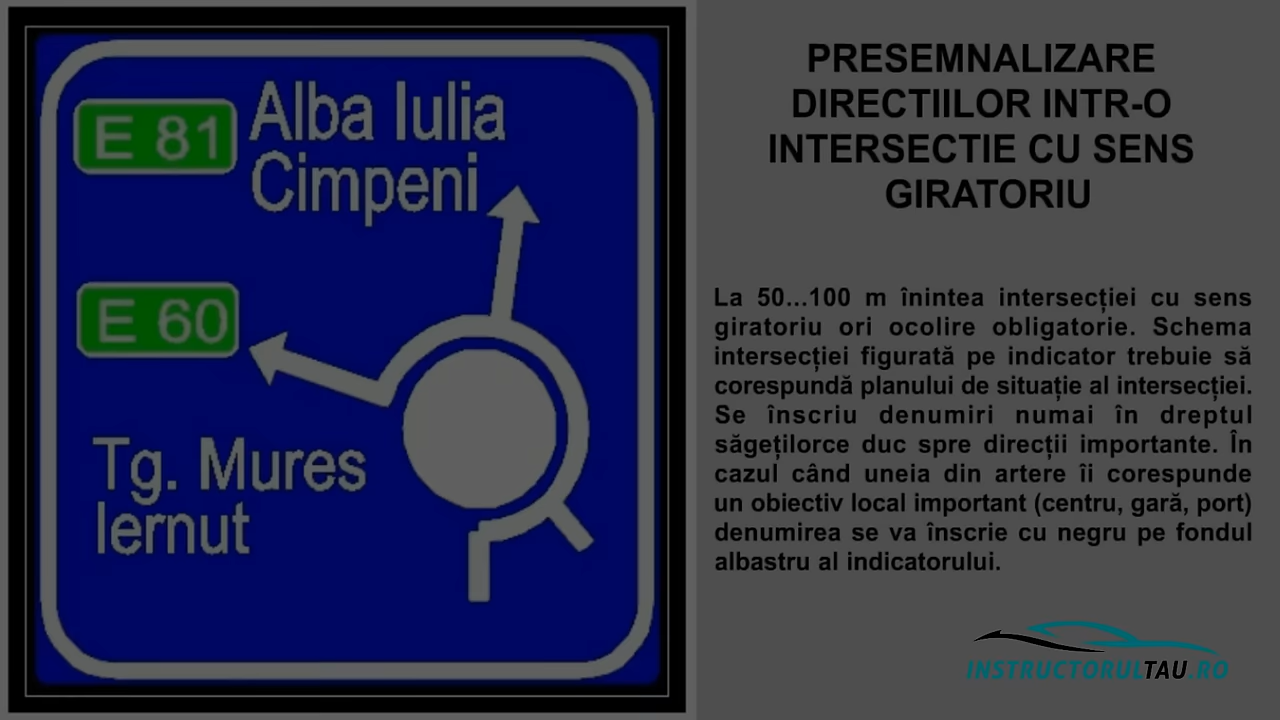 E 81
Alba Iulia
Cimpeni
E 60
Tg. Mures
Iernut
PRESEMNALIZARE
DIRECTIILOR INTR-O
INTERSECTIE CU SENS
GIRATORIU
La 50...100 m înintea intersecției cu sens
giratoriu ori ocolire obligatorie. Schema
intersecției figurată pe indicator trebuie să
corespundă planului de situație al intersecției.
Se înscriu denumiri numai în dreptul
săgețilorce duc spre direcții importante. În
cazul când uneia din artere îi corespunde
un obiectiv local important (centru, gară, port)
denumirea se va înscrie cu negru pe fondul
albastru al indicatorului.
INSTRUCTORULTAU.RO